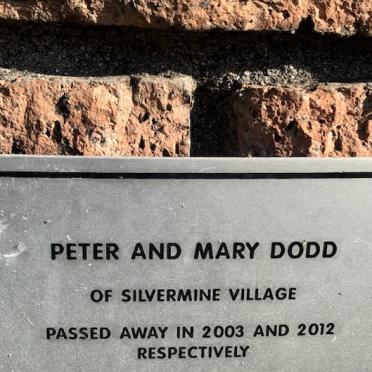 PETER AND MARY DODD
OF SILVERMINE VILLAGE
PASSED AWAY IN 2003 AND 2012
RESPECTIVELY